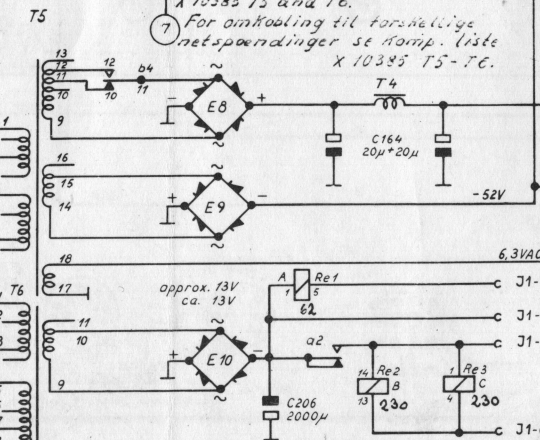 T5
X 10385 T5 and T6.
7 For omkobling til forskellige
netspændinger se Komp. liste
X 10385 T5-T6.
13
12
12
b4
11
11
10
10
9
E8
~
~
-
+
T4
C164
20µ+20µ
1
16
15
14
E9
~
~
+
-
-52V
18
17
6,3VAC
T6
approx. 13V
ca. 13V
A
Re1
1
5
62
J1-
2
3
11
10
9
E10
~
~
+
-
a2
J1-
J1-
14
Re2
B
13
230
1
Re3
C
4
230
C206
2000µ
J1-